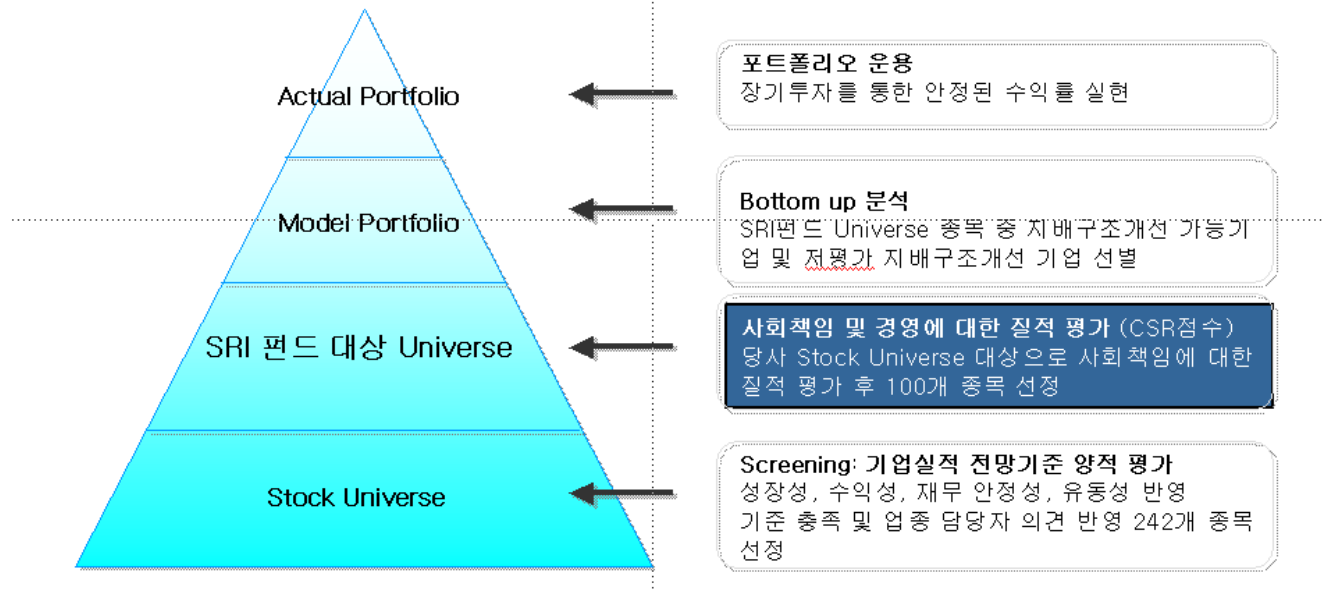 Actual Portfolio
포트폴리오 운용
장기투자를 통한 안정된 수익률 실현
Model Portfolio
Bottom up 분석
SRI펀드 Universe 종목 중 지배구조개선 가능기
업 및 저평가 지배구조개선 기업 선별
SRI 펀드 대상 Universe
사회책임 및 경영에 대한 질적 평가 (CSR점수)
당사 Stock Universe 대상으로 사회책임에 대한
질적 평가 후 100개 종목 선정
Stock Universe
Screening: 기업실적 전망기준 양적 평가
성장성, 수익성, 재무 안정성, 유동성 반영
기준 충족 및 업종 담당자 의견 반영 242개 종목
선정